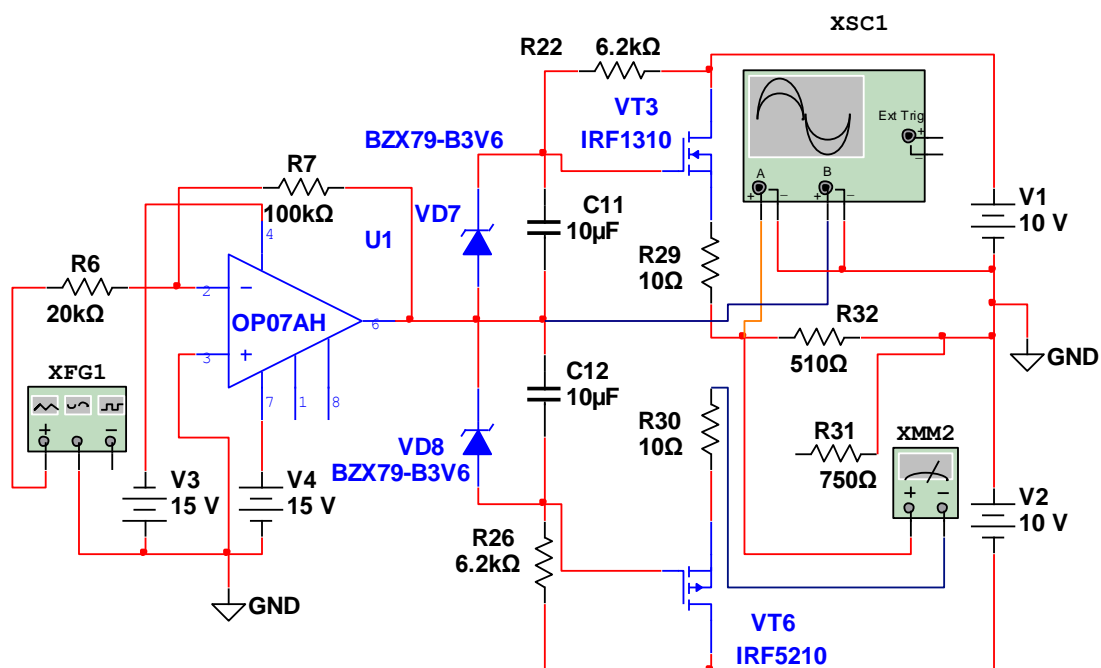 XSC1
R22
6.2kΩ
VT3
IRF1310
Ext Trig
+
−
A
B
+ −
+ −
BZX79-B3V6
R7
100kΩ
VD7
U1
C11
10µF
V1
10 V
R29
10Ω
4
R6
20kΩ
2
OP07AH
6
3
7
1
8
R32
510Ω
GND
XFG1
+
−
C12
10µF
R30
10Ω
R31
750Ω
XMM2
+
−
VD8
BZX79-B3V6
V3
15 V
V4
15 V
V2
10 V
R26
6.2kΩ
GND
VT6
IRF5210